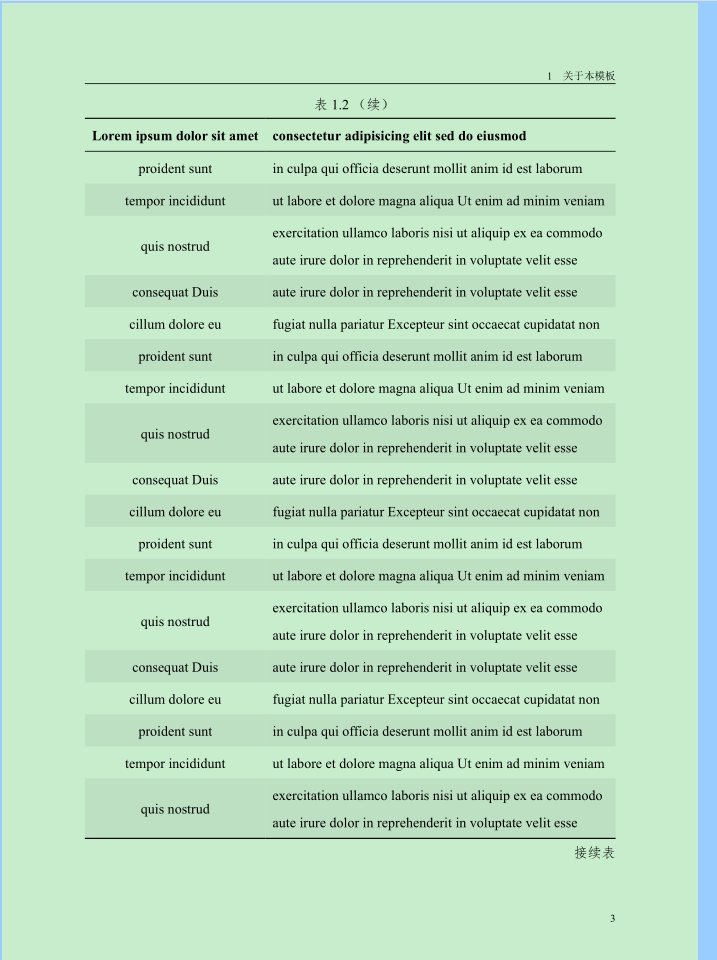 1 关于本模板
表 1.2 （续）
Lorem ipsum dolor sit amet consectetur adipisicing elit sed do eiusmod
proident sunt in culpa qui officia deserunt mollit anim id est laborum
tempor incididunt ut labore et dolore magna aliqua Ut enim ad minim veniam
quis nostrud exercitation ullamco laboris nisi ut aliquip ex ea commodo
aute irure dolor in reprehenderit in voluptate velit esse
consequat Duis aute irure dolor in reprehenderit in voluptate velit esse
cillum dolore eu fugiat nulla pariatur Excepteur sint occaecat cupidatat non
proident sunt in culpa qui officia deserunt mollit anim id est laborum
tempor incididunt ut labore et dolore magna aliqua Ut enim ad minim veniam
quis nostrud exercitation ullamco laboris nisi ut aliquip ex ea commodo
aute irure dolor in reprehenderit in voluptate velit esse
consequat Duis aute irure dolor in reprehenderit in voluptate velit esse
cillum dolore eu fugiat nulla pariatur Excepteur sint occaecat cupidatat non
proident sunt in culpa qui officia deserunt mollit anim id est laborum
tempor incididunt ut labore et dolore magna aliqua Ut enim ad minim veniam
quis nostrud exercitation ullamco laboris nisi ut aliquip ex ea commodo
aute irure dolor in reprehenderit in voluptate velit esse
consequat Duis aute irure dolor in reprehenderit in voluptate velit esse
cillum dolore eu fugiat nulla pariatur Excepteur sint occaecat cupidatat non
proident sunt in culpa qui officia deserunt mollit anim id est laborum
tempor incididunt ut labore et dolore magna aliqua Ut enim ad minim veniam
quis nostrud exercitation ullamco laboris nisi ut aliquip ex ea commodo
aute irure dolor in reprehenderit in voluptate velit esse
接续表
3